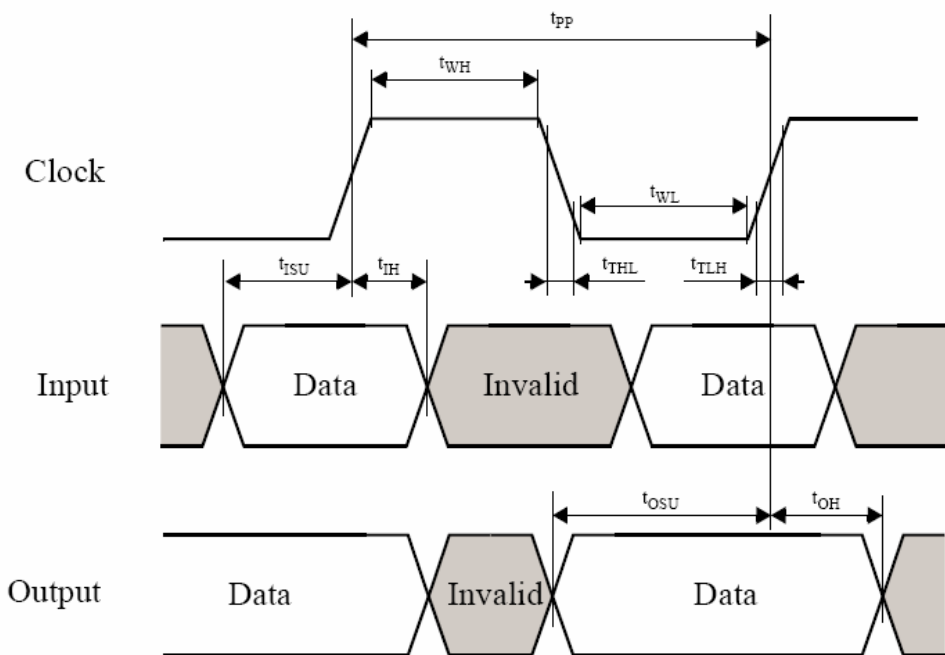 tPP
tWH
Clock
tWL
tISU
tIH
tTHL
tTLH
Input
Data
Invalid
Data
tOSU
tOH
Output
Data
Invalid
Data